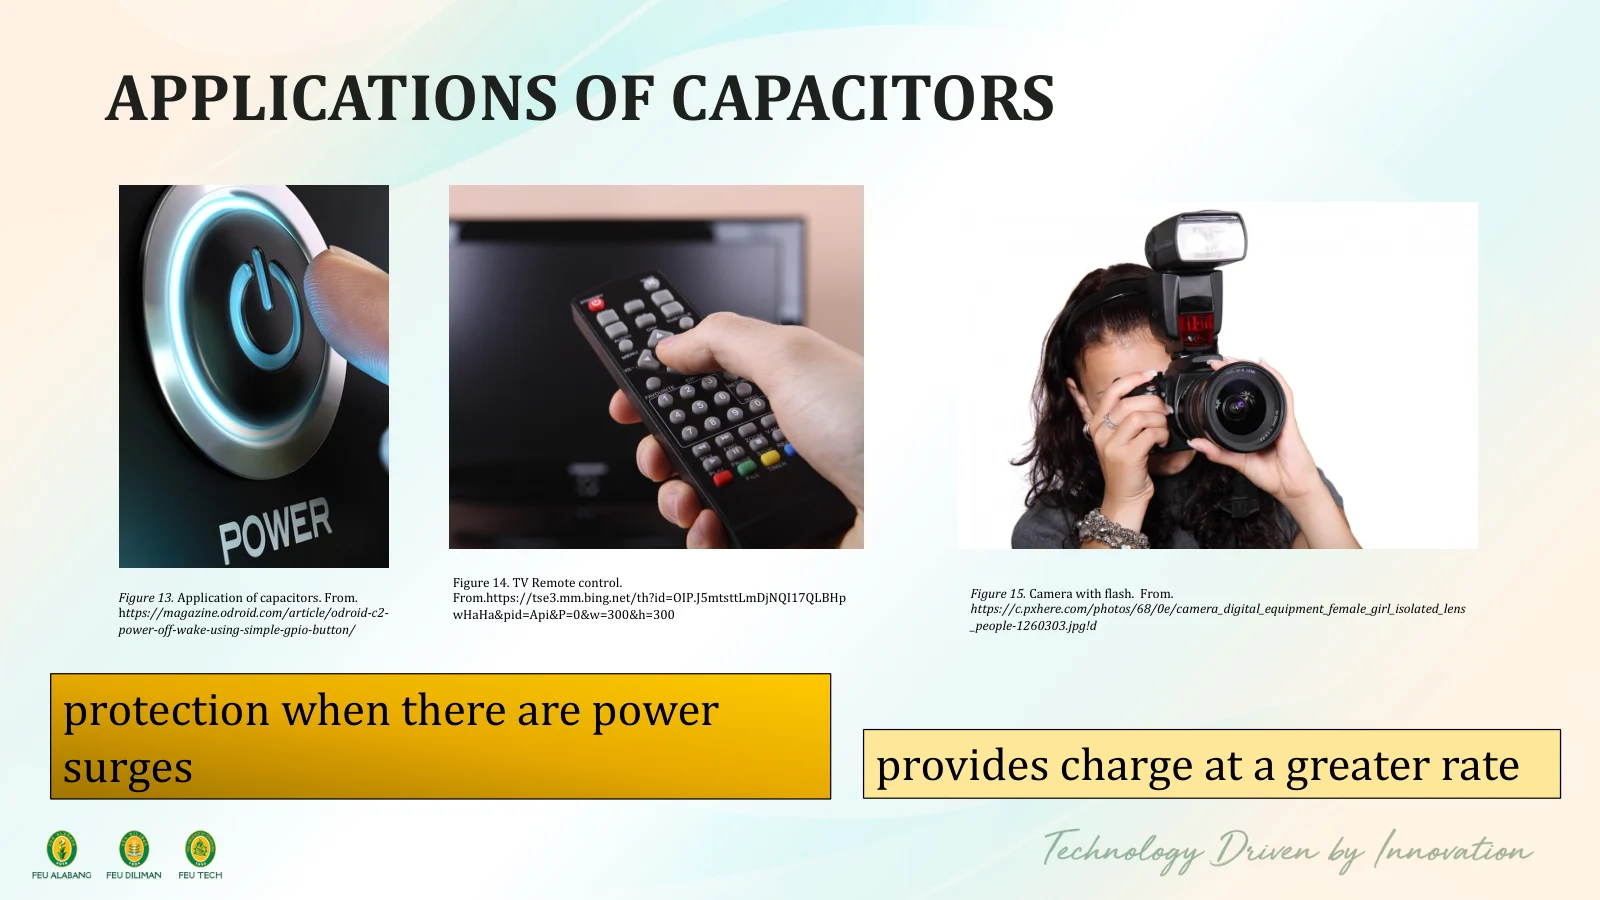 APPLICATIONS OF CAPACITORS
POWER
Figure 13. Application of capacitors. From.
https://magazine.odroid.com/article/odroid-c2-
power-off-wake-using-simple-gpio-button/
Figure 14. TV Remote control.
From.https://tse3.mm.bing.net/th?id=OIP.J5mtsttLmDjNQI17QLBHp
wHaHa&pid=Api&P=0&w=300&h=300
Figure 15. Camera with flash. From.
https://c.pxhere.com/photos/68/0e/camera_digital_equipment_female_girl_isolated_lens
_people-1260303.jpg!d
protection when there are power
surges
provides charge at a greater rate
FEU ALABANG
FEU DILIMAN
FEU TECH
Technology Driven by Innovation